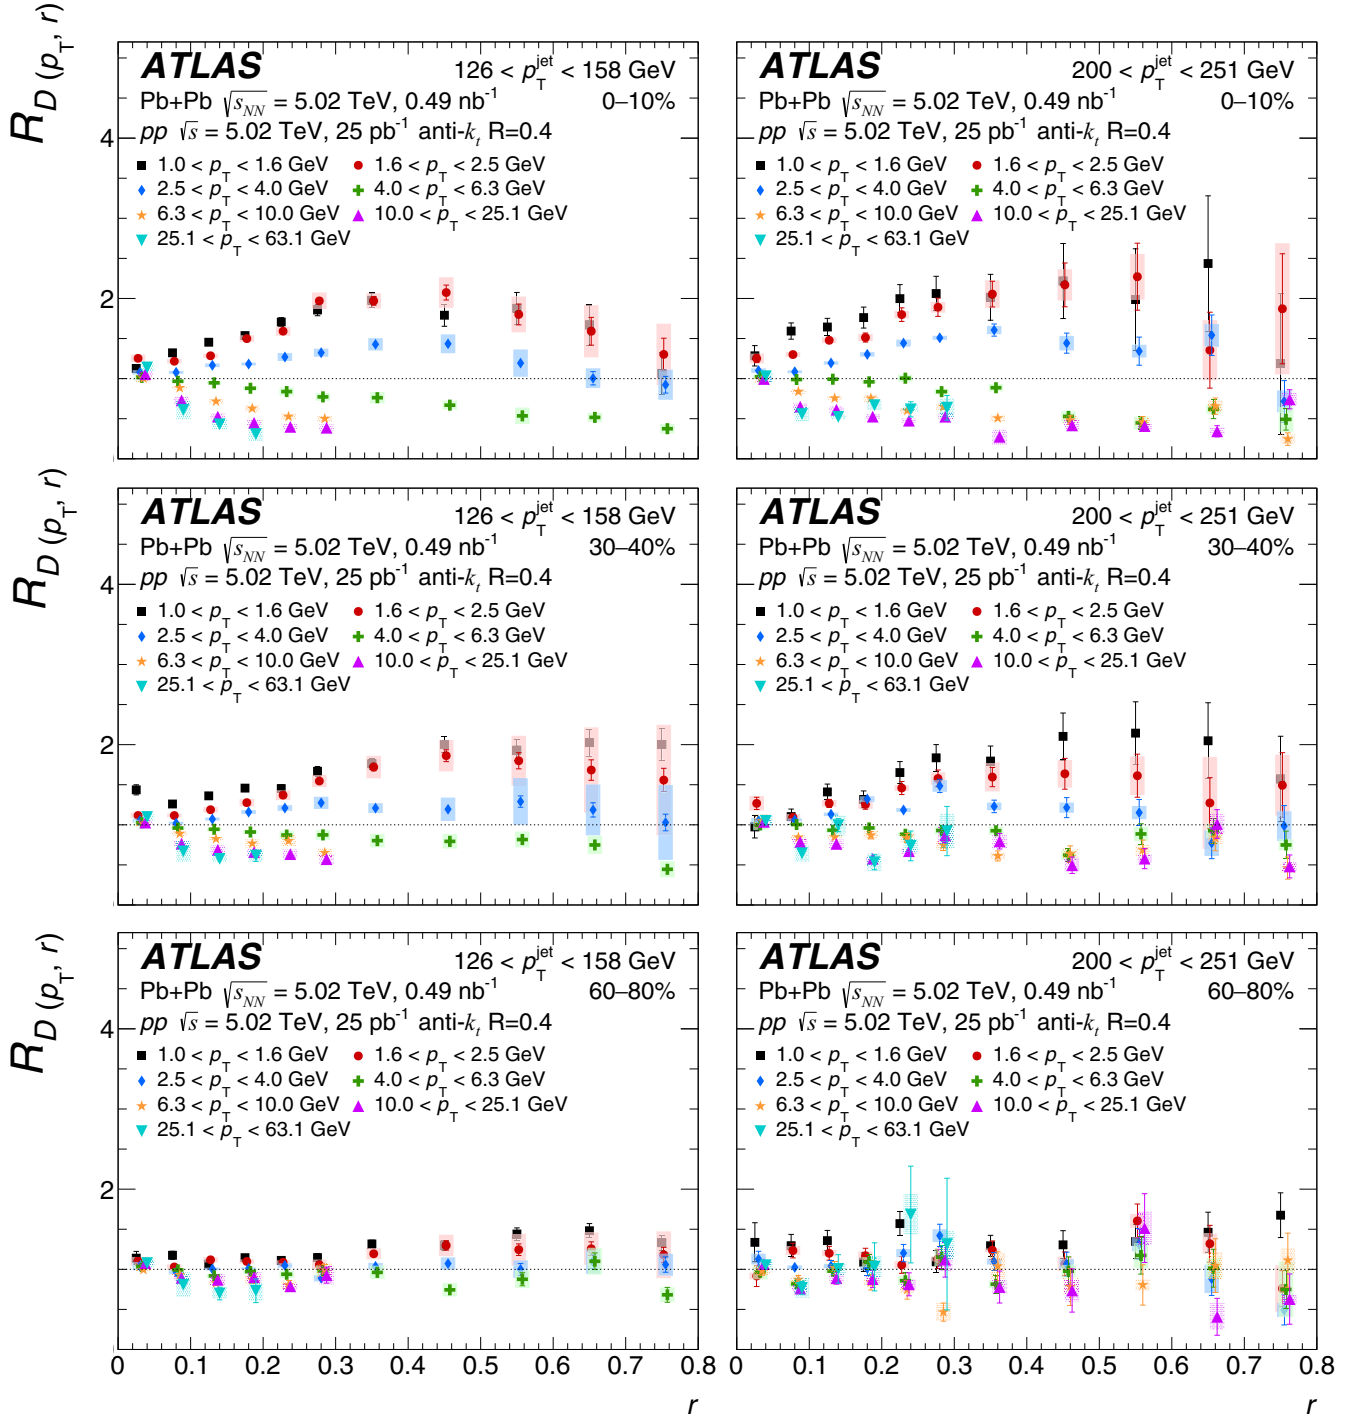 R_D (p_T, r)
ATLAS 126 < p_T^jet < 158 GeV
Pb+Pb √s_NN = 5.02 TeV, 0.49 nb⁻¹ 0–10%
pp √s = 5.02 TeV, 25 pb⁻¹ anti-k_t R=0.4
1.0 < p_T < 1.6 GeV 1.6 < p_T < 2.5 GeV
2.5 < p_T < 4.0 GeV 4.0 < p_T < 6.3 GeV
6.3 < p_T < 10.0 GeV 10.0 < p_T < 25.1 GeV
25.1 < p_T < 63.1 GeV
4
2
ATLAS 200 < p_T^jet < 251 GeV
Pb+Pb √s_NN = 5.02 TeV, 0.49 nb⁻¹ 0–10%
pp √s = 5.02 TeV, 25 pb⁻¹ anti-k_t R=0.4
1.0 < p_T < 1.6 GeV 1.6 < p_T < 2.5 GeV
2.5 < p_T < 4.0 GeV 4.0 < p_T < 6.3 GeV
6.3 < p_T < 10.0 GeV 10.0 < p_T < 25.1 GeV
25.1 < p_T < 63.1 GeV
R_D (p_T, r)
ATLAS 126 < p_T^jet < 158 GeV
Pb+Pb √s_NN = 5.02 TeV, 0.49 nb⁻¹ 30–40%
pp √s = 5.02 TeV, 25 pb⁻¹ anti-k_t R=0.4
1.0 < p_T < 1.6 GeV 1.6 < p_T < 2.5 GeV
2.5 < p_T < 4.0 GeV 4.0 < p_T < 6.3 GeV
6.3 < p_T < 10.0 GeV 10.0 < p_T < 25.1 GeV
25.1 < p_T < 63.1 GeV
4
2
ATLAS 200 < p_T^jet < 251 GeV
Pb+Pb √s_NN = 5.02 TeV, 0.49 nb⁻¹ 30–40%
pp √s = 5.02 TeV, 25 pb⁻¹ anti-k_t R=0.4
1.0 < p_T < 1.6 GeV 1.6 < p_T < 2.5 GeV
2.5 < p_T < 4.0 GeV 4.0 < p_T < 6.3 GeV
6.3 < p_T < 10.0 GeV 10.0 < p_T < 25.1 GeV
25.1 < p_T < 63.1 GeV
R_D (p_T, r)
ATLAS 126 < p_T^jet < 158 GeV
Pb+Pb √s_NN = 5.02 TeV, 0.49 nb⁻¹ 60–80%
pp √s = 5.02 TeV, 25 pb⁻¹ anti-k_t R=0.4
1.0 < p_T < 1.6 GeV 1.6 < p_T < 2.5 GeV
2.5 < p_T < 4.0 GeV 4.0 < p_T < 6.3 GeV
6.3 < p_T < 10.0 GeV 10.0 < p_T < 25.1 GeV
25.1 < p_T < 63.1 GeV
4
2
0 0.1 0.2 0.3 0.4 0.5 0.6 0.7 0.8
r
ATLAS 200 < p_T^jet < 251 GeV
Pb+Pb √s_NN = 5.02 TeV, 0.49 nb⁻¹ 60–80%
pp √s = 5.02 TeV, 25 pb⁻¹ anti-k_t R=0.4
1.0 < p_T < 1.6 GeV 1.6 < p_T < 2.5 GeV
2.5 < p_T < 4.0 GeV 4.0 < p_T < 6.3 GeV
6.3 < p_T < 10.0 GeV 10.0 < p_T < 25.1 GeV
25.1 < p_T < 63.1 GeV
0 0.1 0.2 0.3 0.4 0.5 0.6 0.7 0.8
r